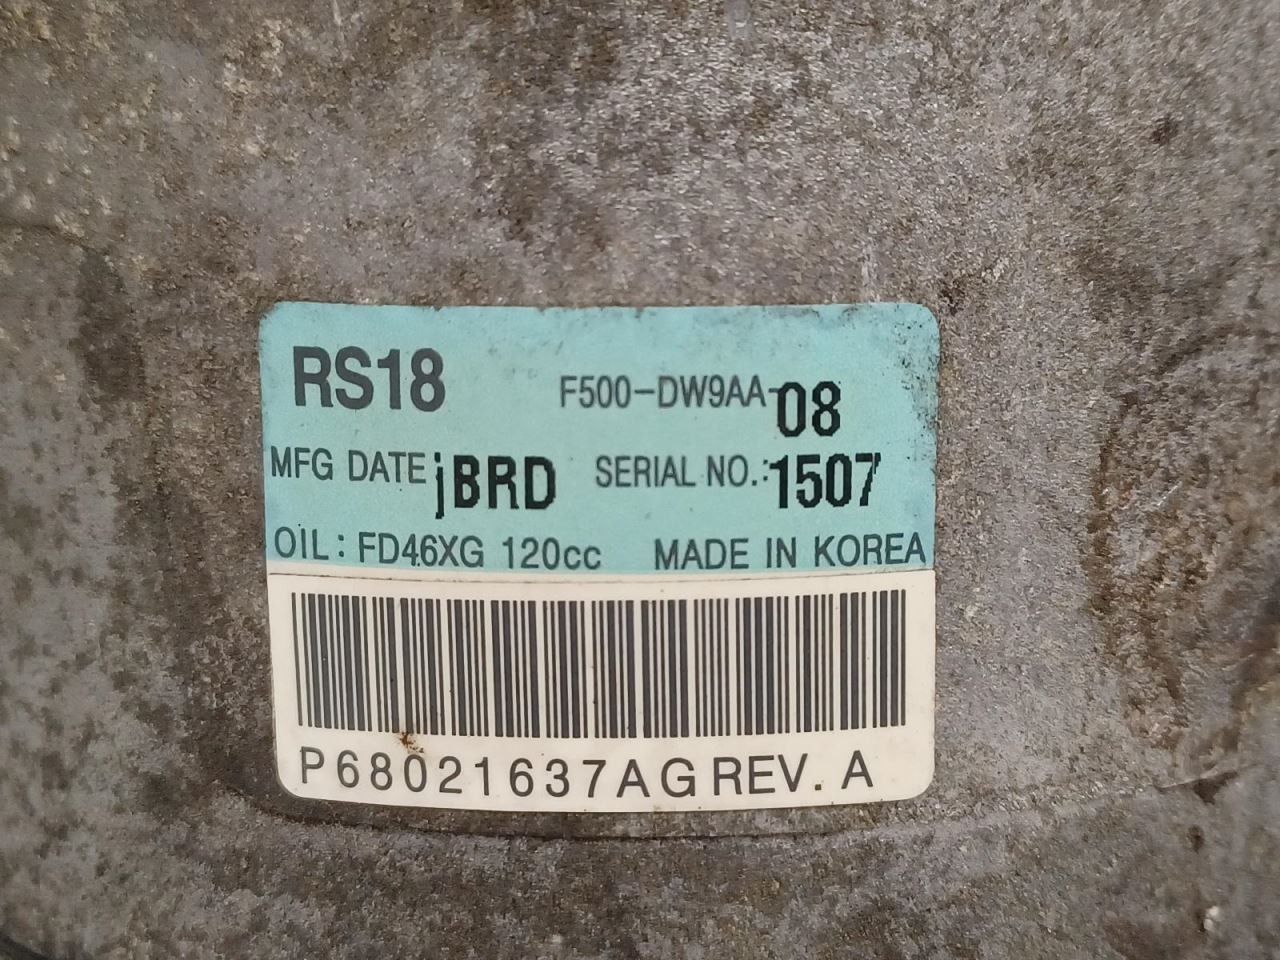 RS18 F500-DW9AA-08
MFG DATE jBRD SERIAL NO.: 1507
OIL: FD46XG 120cc MADE IN KOREA
P68021637AG REV. A